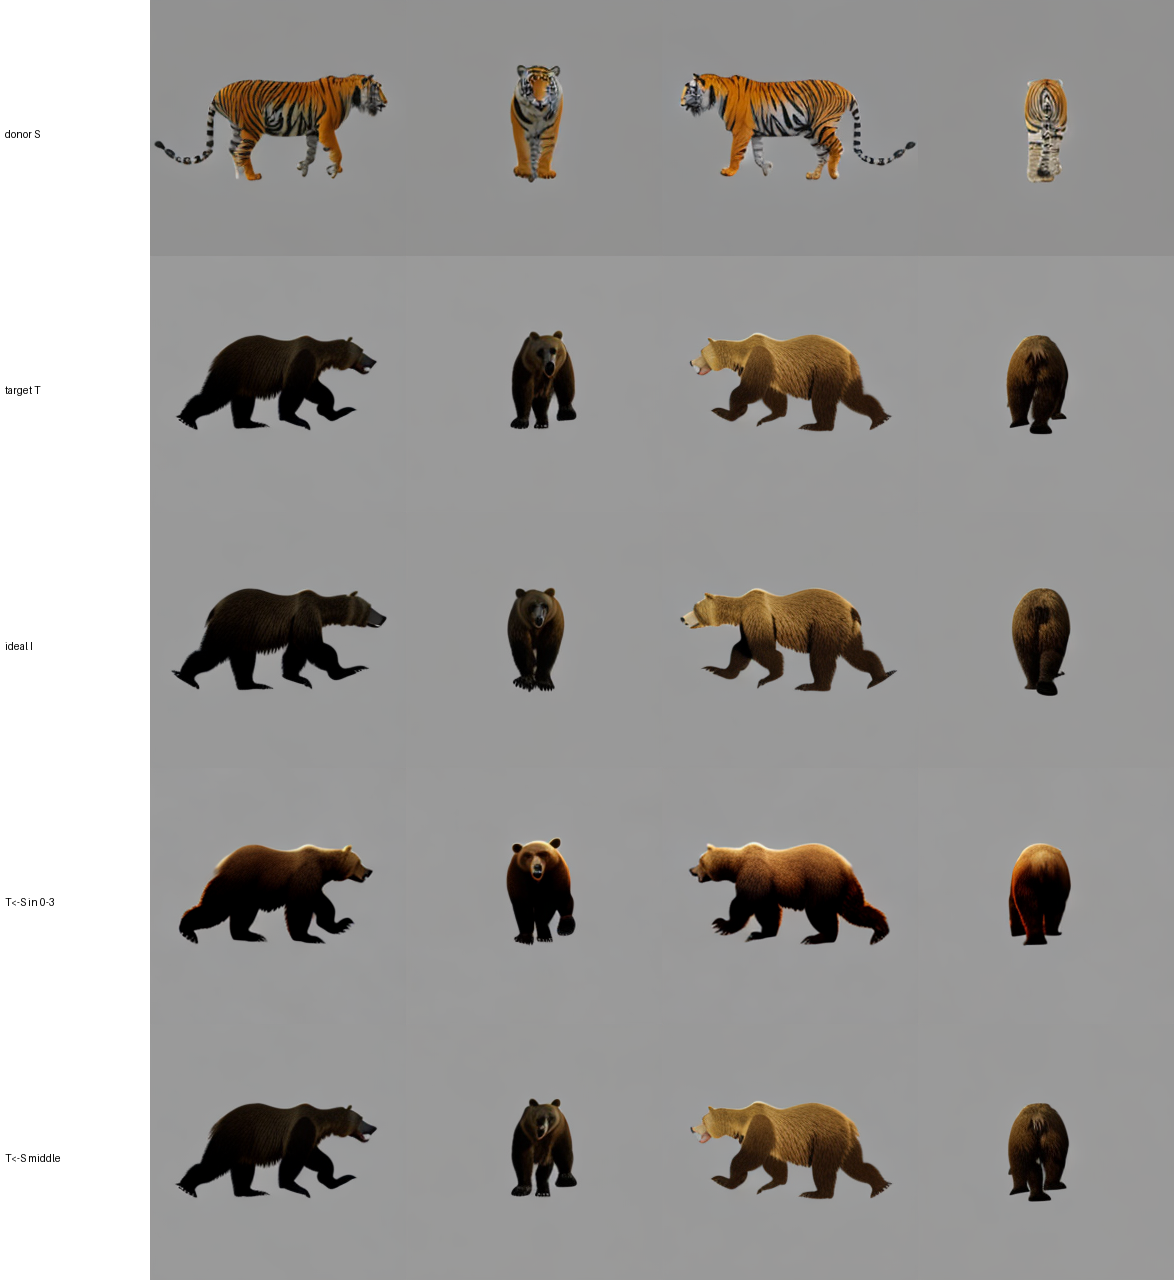 donor S
target T
ideal I
T<-S in 0-3
T<-S middle